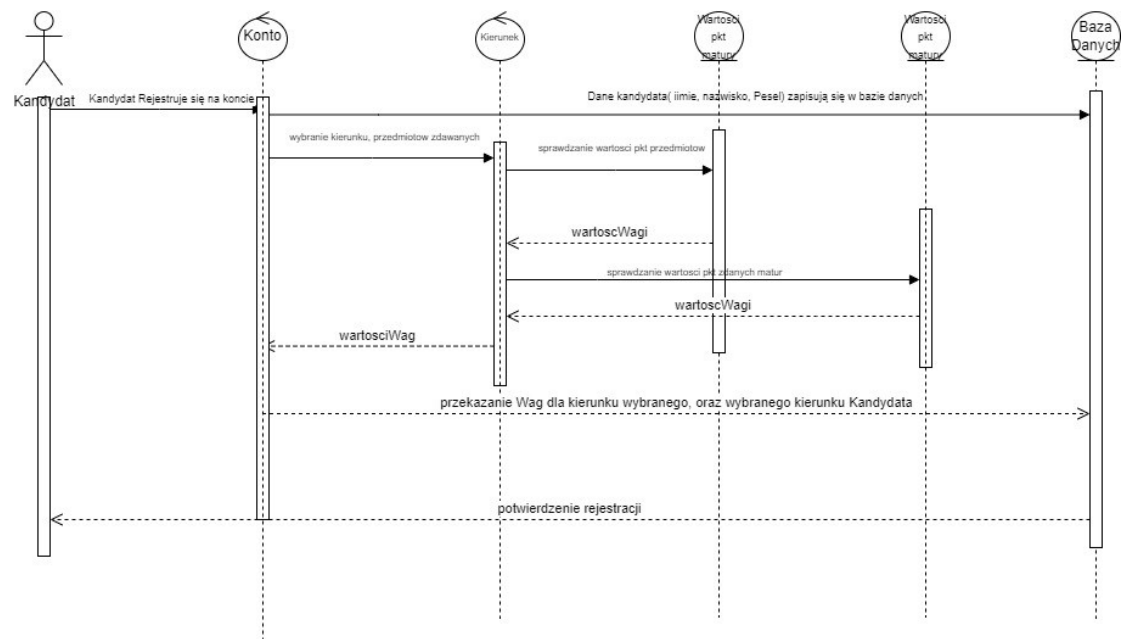 Kandydat
Konto
Kierunek
Wartosci
pkt
matury
Wartosci
pkt
matury
Baza
Danych
Kandydat Rejestruje się na koncie
Dane kandydata( iimie, nazwisko, Pesel) zapisują się w bazie danych
wybranie kierunku, przedmiotow zdawanych
sprawdzanie wartosci pkt przedmiotow
wartoscWagi
sprawdzanie wartosci pkt zdanych matur
wartoscWagi
wartosciWag
przekazanie Wag dla kierunku wybranego, oraz wybranego kierunku Kandydata
potwierdzenie rejestracji